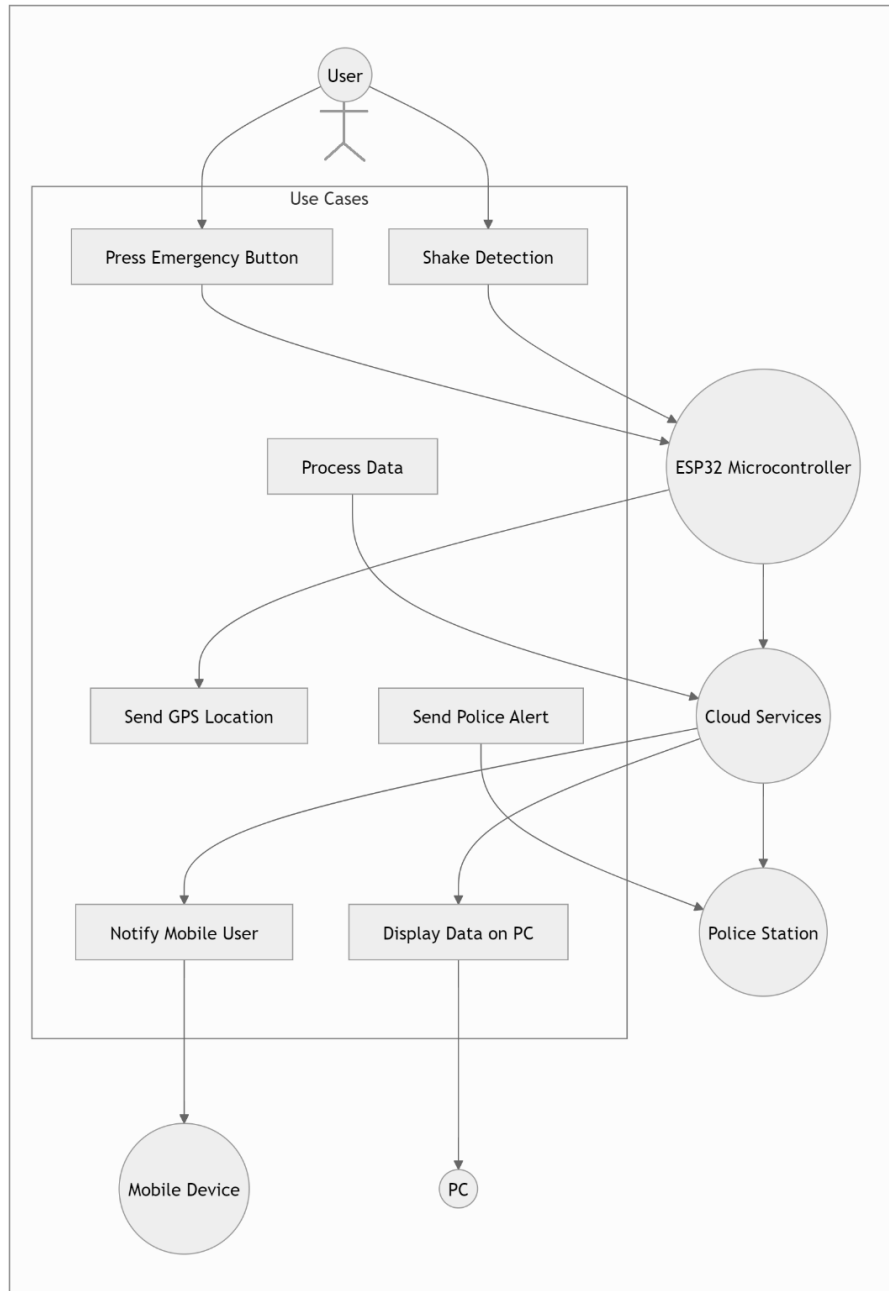 User
Use Cases
Press Emergency Button
Shake Detection
Process Data
ESP32 Microcontroller
Send GPS Location
Send Police Alert
Cloud Services
Notify Mobile User
Display Data on PC
Police Station
Mobile Device
PC